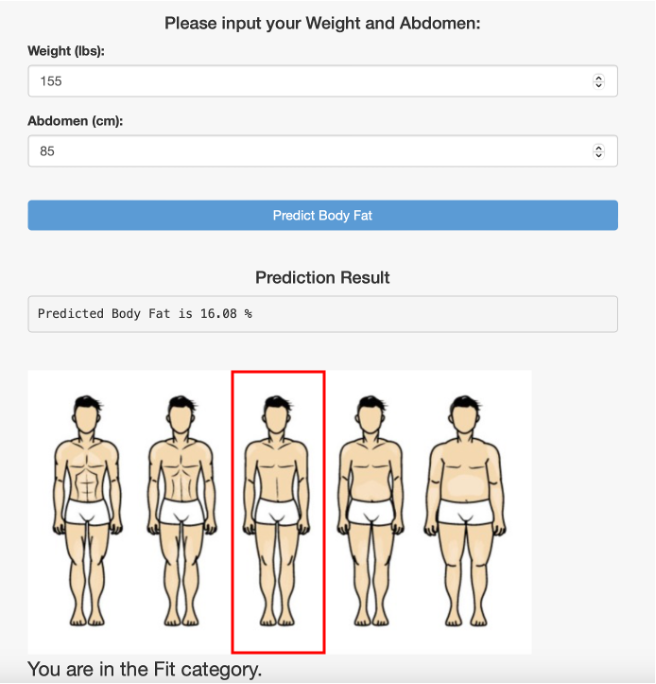 Please input your Weight and Abdomen:
Weight (lbs):
155
Abdomen (cm):
85
Predict Body Fat
Prediction Result
Predicted Body Fat is 16.08 %
You are in the Fit category.